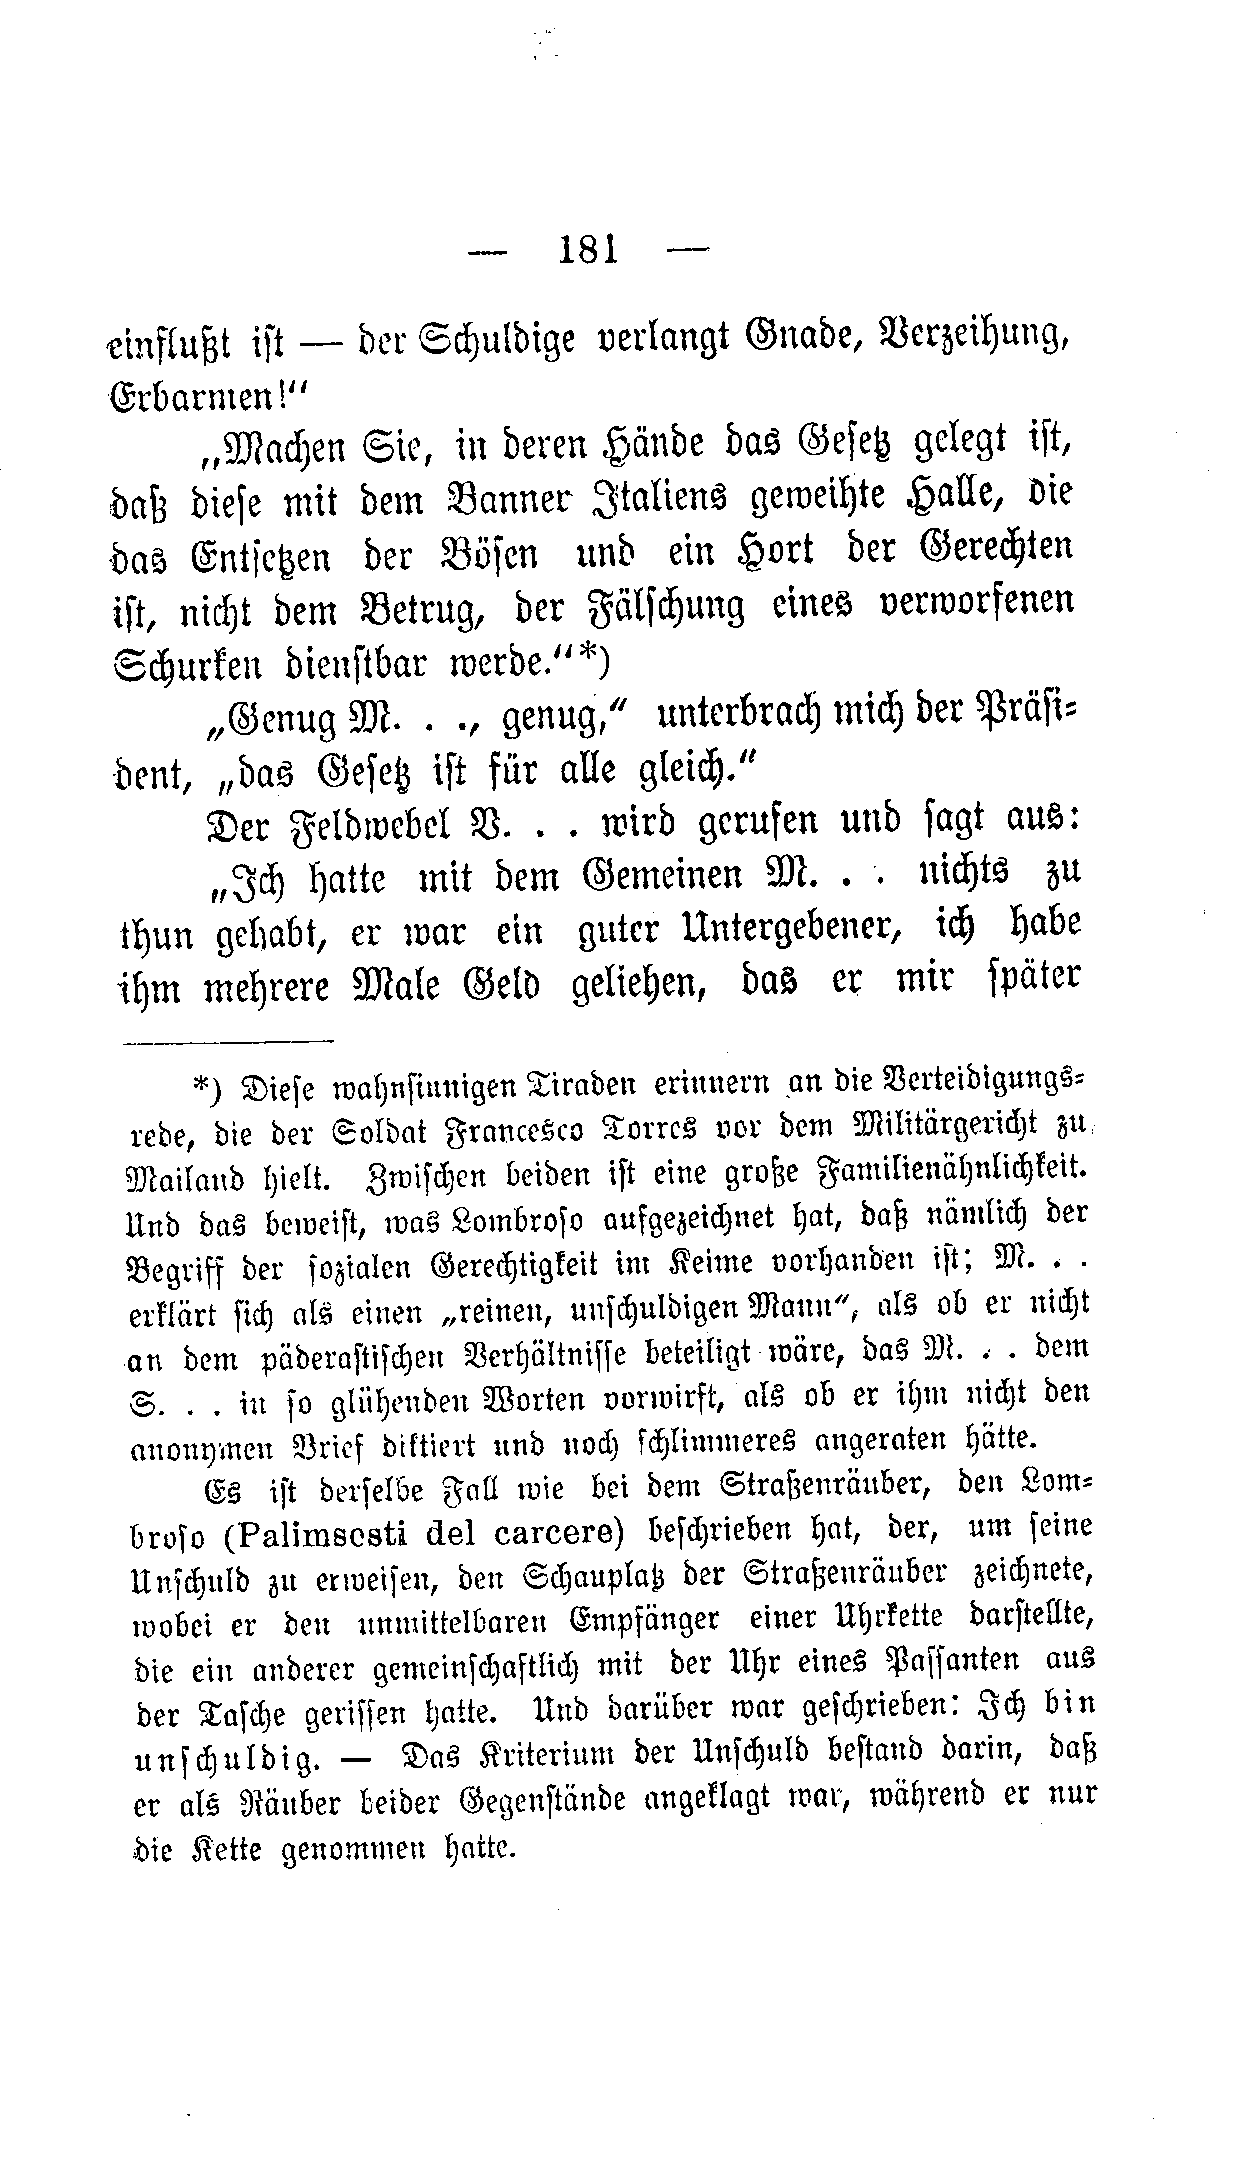 — 181 —
einflußt ist — der Schuldige verlangt Gnade, Verzeihung,
Erbarmen!“
„Machen Sie, in deren Hände das Gesetz gelegt ist,
daß diese mit dem Banner Italiens geweihte Halle, die
das Entsetzen der Bösen und ein Hort der Gerechten
ist, nicht dem Betrug, der Fälschung eines verworfenen
Schurken dienstbar werde.“*)
„Genug M. . ., genug,“ unterbrach mich der Präsi-
dent, „das Gesetz ist für alle gleich.“
Der Feldwebel V. . . wird gerufen und sagt aus:
„Ich hatte mit dem Gemeinen M. . . nichts zu
thun gehabt, er war ein guter Untergebener, ich habe
ihm mehrere Male Geld geliehen, das er mir später
*) Diese wahnsinnigen Tiraden erinnern an die Verteidigungs-
rede, die der Soldat Francesco Torres vor dem Militärgericht zu
Mailand hielt. Zwischen beiden ist eine große Familienähnlichkeit.
Und das beweist, was Lombroso aufgezeichnet hat, daß nämlich der
Begriff der sozialen Gerechtigkeit im Keime vorhanden ist; M. . .
erklärt sich als einen „reinen, unschuldigen Mann“, als ob er nicht
an dem päderastischen Verhältnisse beteiligt wäre, das M. . . dem
S. . . in so glühenden Worten vorwirft, als ob er ihm nicht den
anonymen Brief diktiert und noch schlimmeres angeraten hätte.
Es ist derselbe Fall wie bei dem Straßenräuber, den Lom-
broso (Palimsesti del carcere) beschrieben hat, der, um seine
Unschuld zu erweisen, den Schauplatz der Straßenräuber zeichnete,
wobei er den unmittelbaren Empfänger einer Uhrkette darstellte,
die ein anderer gemeinschaftlich mit der Uhr eines Passanten aus
der Tasche gerissen hatte. Und darüber war geschrieben: Ich bin
unschuldig. — Das Kriterium der Unschuld bestand darin, daß
er als Räuber beider Gegenstände angeklagt war, während er nur
die Kette genommen hatte.